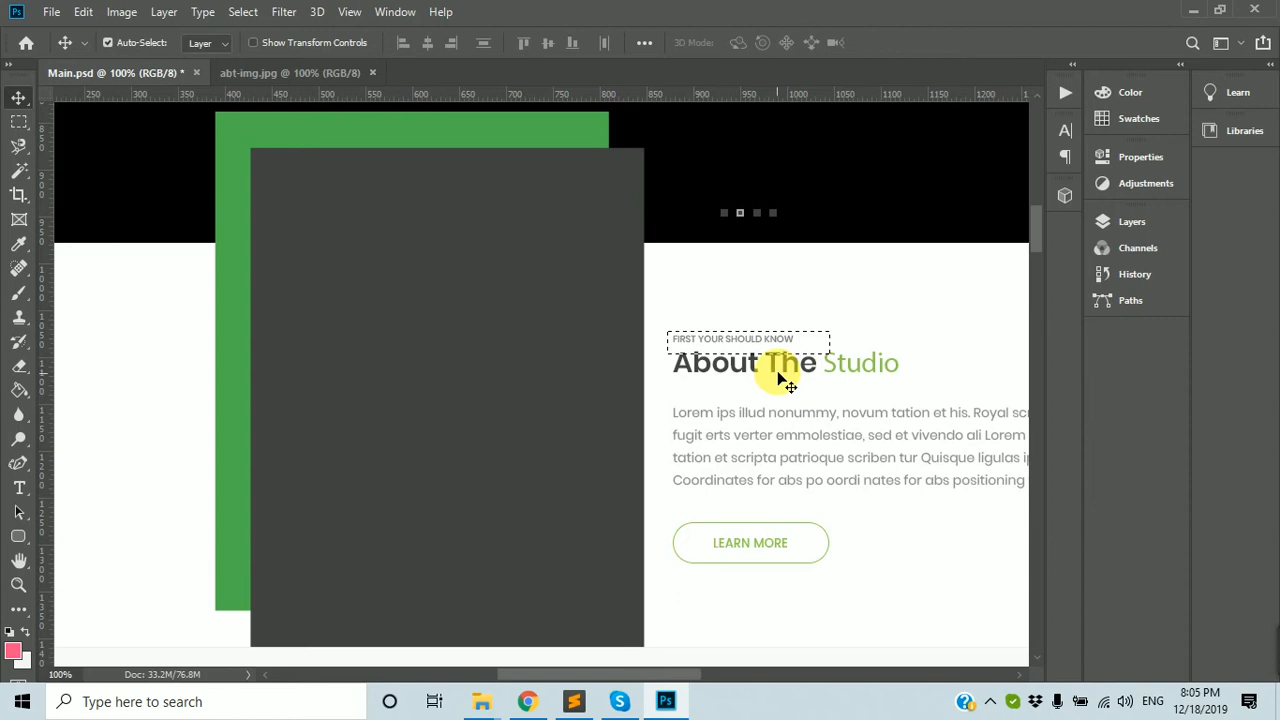 Ps File Edit Image Layer Type Select Filter 3D View Window Help
Auto-Select: Layer Show Transform Controls 3D Mode:
Main.psd @ 100% (RGB/8) * × abt-img.jpg @ 100% (RGB/8) ×
250 300 350 400 450 500 550 600 650 700 750 800 850 900 950 1000 1050 1100 1150 1200
Color
Swatches
Properties
Adjustments
Layers
Channels
History
Paths
Learn
Libraries
FIRST YOUR SHOULD KNOW
About The Studio
Lorem ips illud nonummy, novum tation et his. Royal
fugit erts verter emmolestiae, sed et vivendo ali Lorem
tation et scripta patrioque scriben tur Quisque ligulas
Coordinates for abs po oordi nates for abs positioning
LEARN MORE
100% Doc: 33.2M/76.8M
Type here to search
Ps
ENG
8:05 PM
12/18/2019